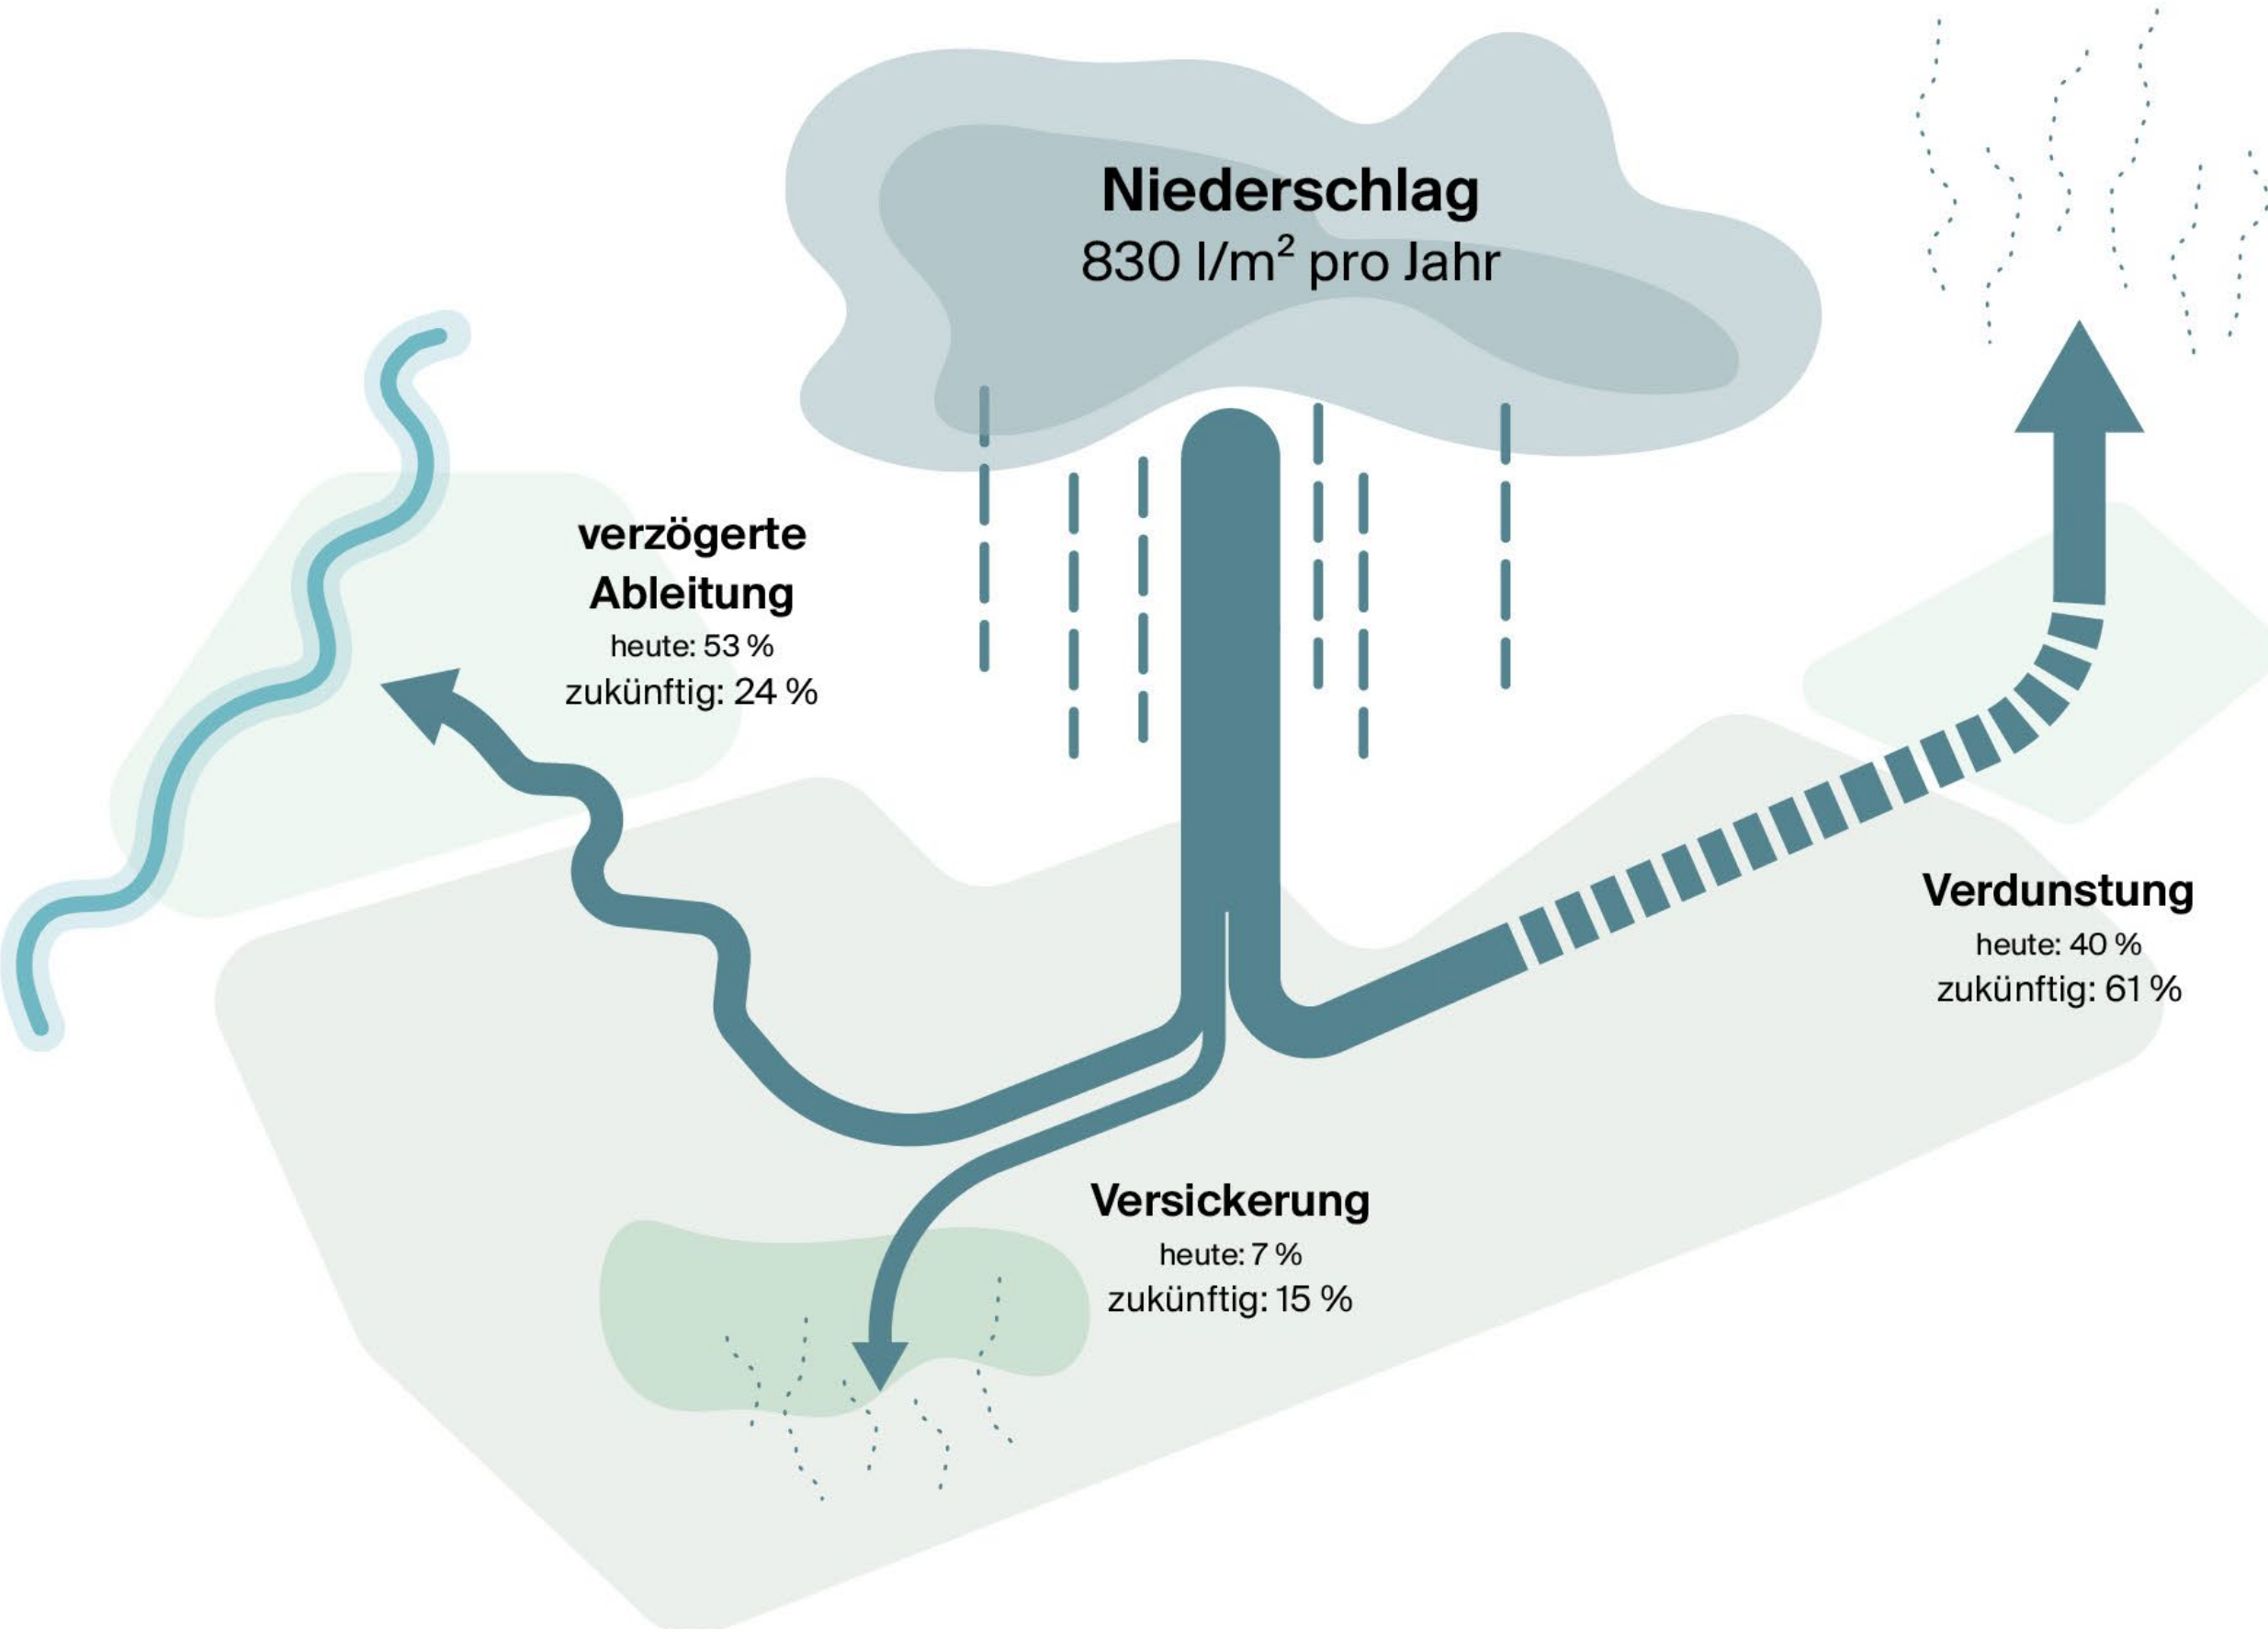 Niederschlag
830 l/m² pro Jahr
verzögerte
Ableitung
heute: 53 %
zukünftig: 24 %
Verdunstung
heute: 40 %
zukünftig: 61 %
Versickerung
heute: 7 %
zukünftig: 15 %